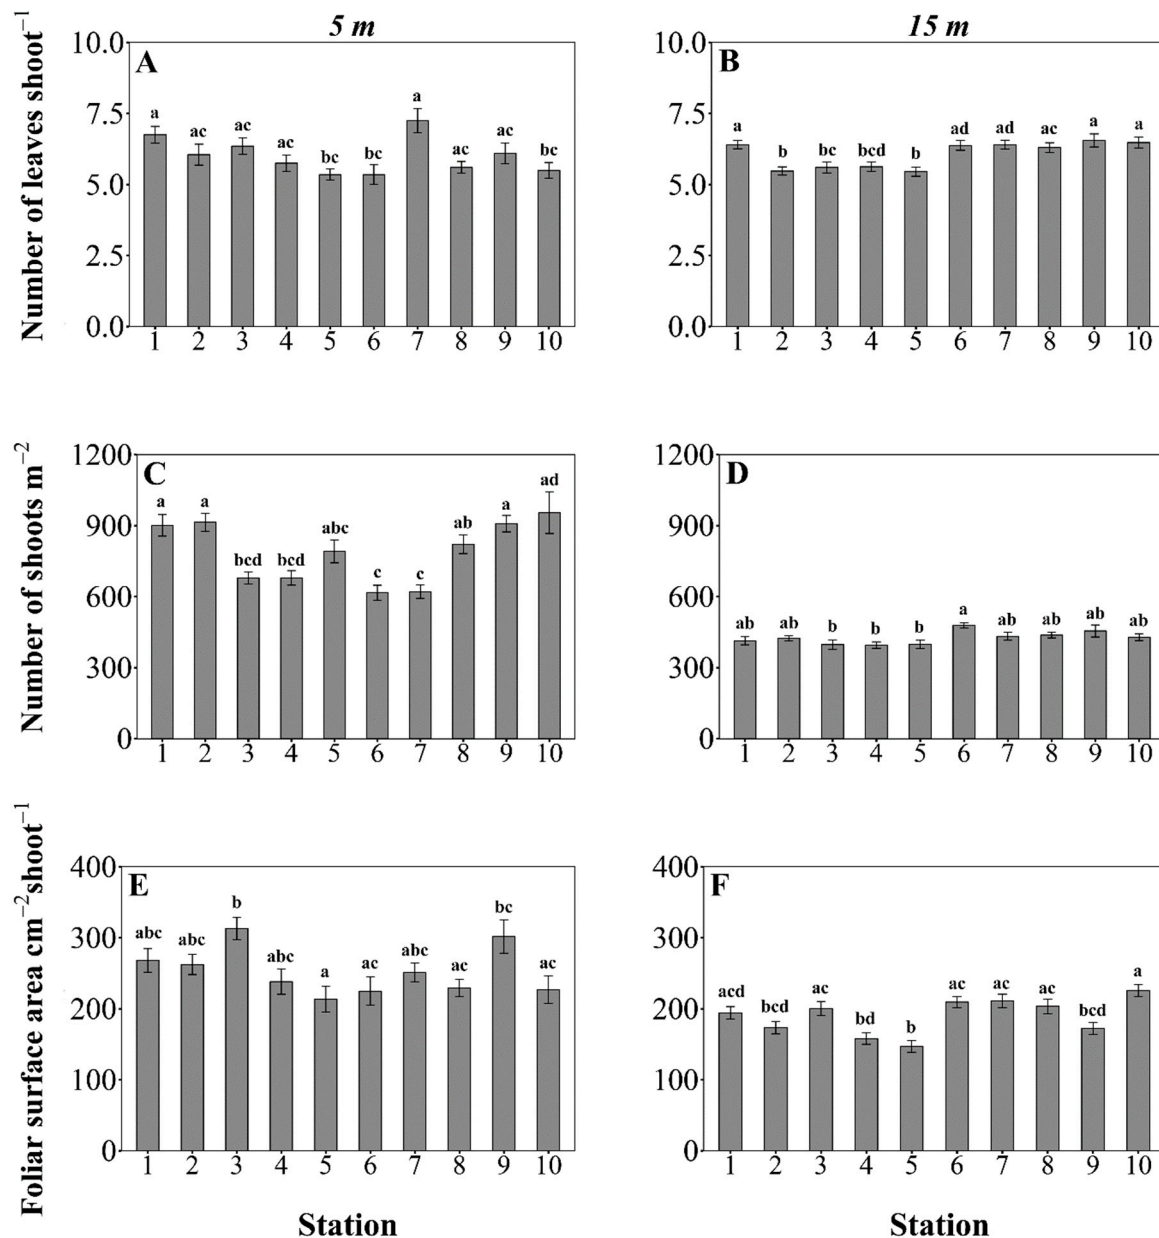 5 m
15 m
Number of leaves shoot⁻¹
A
10.0
7.5
5.0
2.5
0.0
a ac ac ac bc bc a ac ac bc
1 2 3 4 5 6 7 8 9 10
B
10.0
7.5
5.0
2.5
0.0
a b bc bcd b ad ad ac a a
1 2 3 4 5 6 7 8 9 10
Number of shoots m⁻²
C
1200
900
600
300
0
a a bcd bcd abc c c ab a ad
1 2 3 4 5 6 7 8 9 10
D
1200
900
600
300
0
ab ab b b b a ab ab ab ab
1 2 3 4 5 6 7 8 9 10
Foliar surface area cm⁻²shoot⁻¹
E
400
300
200
100
0
abc abc b abc a ac abc ac bc ac
1 2 3 4 5 6 7 8 9 10
Station
F
400
300
200
100
0
acd bcd ac bd b ac ac ac bcd a
1 2 3 4 5 6 7 8 9 10
Station